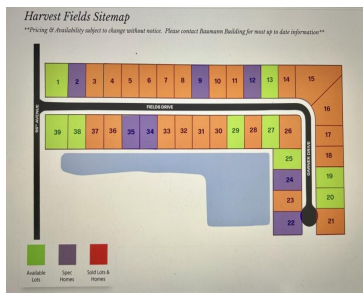 Harvest Fields Sitemap
**Pricing & Availability subject to change without notice. Please contact Baumann Building for most up to date information**
1 2 3 4 5 6 7 8 9 10 11 12 13 14 15
16
FIELDS DRIVE
39 38 37 36 35 34 33 32 31 30 29 28 27 26
17
18
25
24
19
23
20
22
21
Available
Lots
Spec
Homes
Sold Lots &
Homes